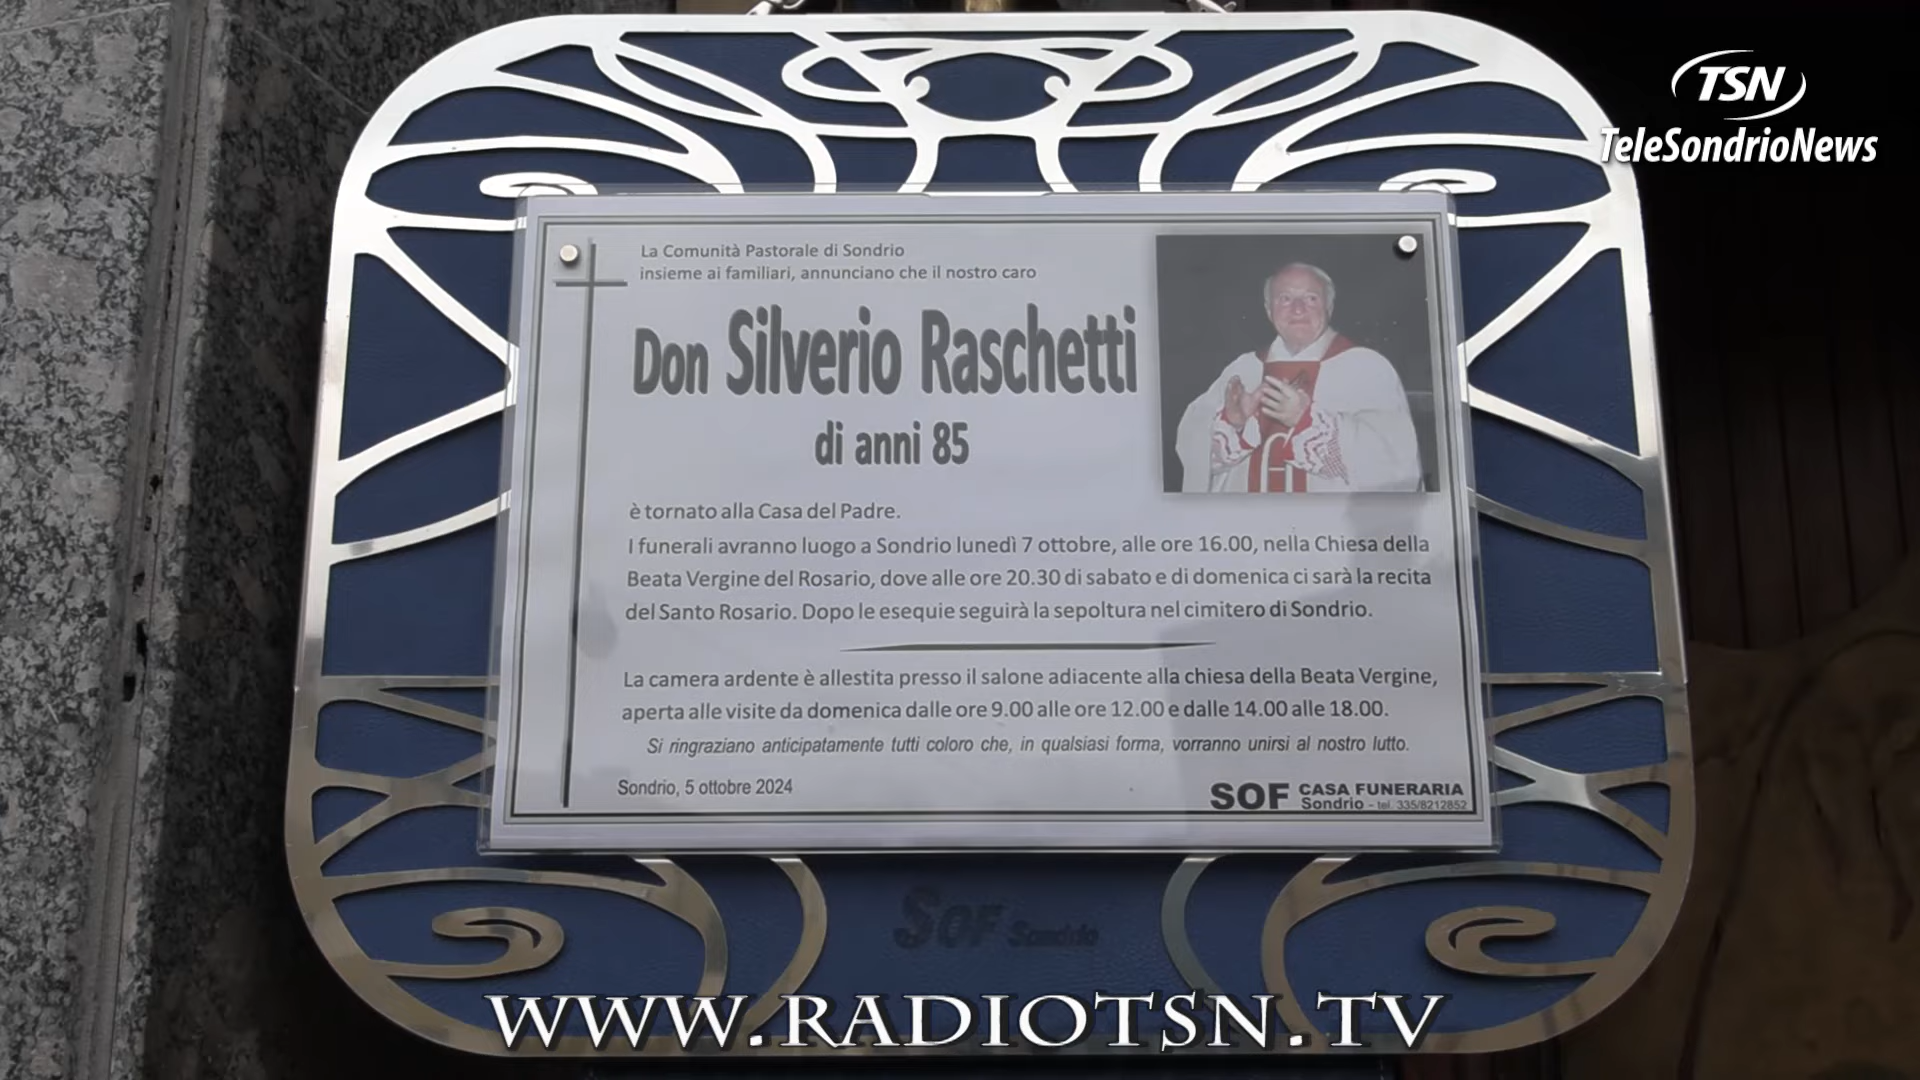 TSN
TeleSondrioNews
La Comunità Pastorale di Sondrio
insieme ai familiari, annunciano che il nostro caro
Don Silverio Raschetti
di anni 85
è tornato alla Casa del Padre.
I funerali avranno luogo a Sondrio lunedì 7 ottobre, alle ore 16.00, nella Chiesa della
Beata Vergine del Rosario, dove alle ore 20.30 di sabato e di domenica ci sarà la recita
del Santo Rosario. Dopo le esequie seguirà la sepoltura nel cimitero di Sondrio.
La camera ardente è allestita presso il salone adiacente alla chiesa della Beata Vergine,
aperta alle visite da domenica dalle ore 9.00 alle ore 12.00 e dalle 14.00 alle 18.00.
Si ringraziano anticipatamente tutti coloro che, in qualsiasi forma, vorranno unirsi al nostro lutto.
Sondrio, 5 ottobre 2024
SOF CASA FUNERARIA
Sondrio - tel. 335/8212852
SOF Sondrio
WWW.RADIOTSN.TV